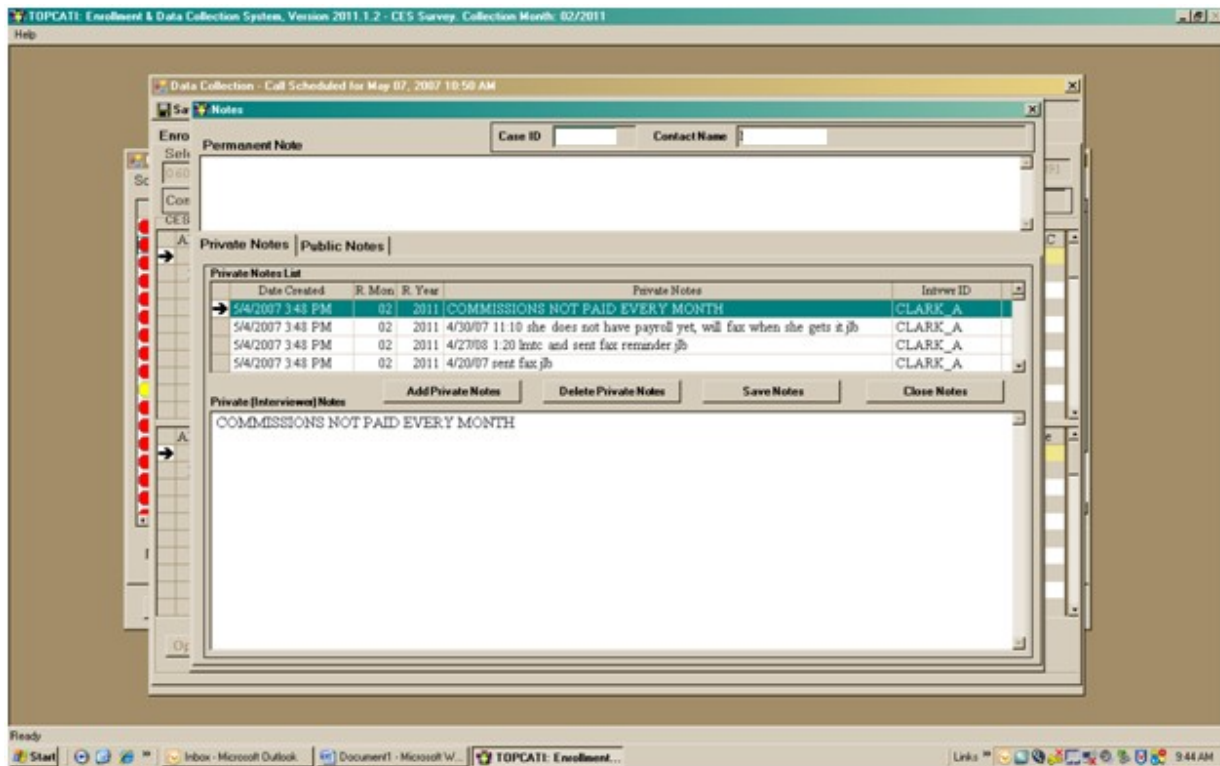 TOPCATI: Enrollment & Data Collection System, Version 2011.1.2 - CES Survey. Collection Month: 02/2011
Help
Data Collection - Call Scheduled for May 07, 2007 10:50 AM
Notes
Case ID Contact Name
Permanent Note
Private Notes Public Notes
Private Notes List
Date Created R. Mon R. Year Private Notes Intvwr ID
5/4/2007 3:48 PM 02 2011 COMMISSIONS NOT PAID EVERY MONTH CLARK_A
5/4/2007 3:48 PM 02 2011 4/30/07 11:10 she does not have payroll yet, will fax when she gets it.jlb CLARK_A
5/4/2007 3:48 PM 02 2011 4/27/08 1:20 lmtc and sent fax reminder jlb CLARK_A
5/4/2007 3:48 PM 02 2011 4/20/07 sent fax jlb CLARK_A
Add Private Notes Delete Private Notes Save Notes Close Notes
Private (Interviewer) Notes
COMMISSIONS NOT PAID EVERY MONTH
Ready
Start Inbox - Microsoft Outlook Document1 - Microsoft W... TOPCATI: Enrollment... Links 9:44 AM